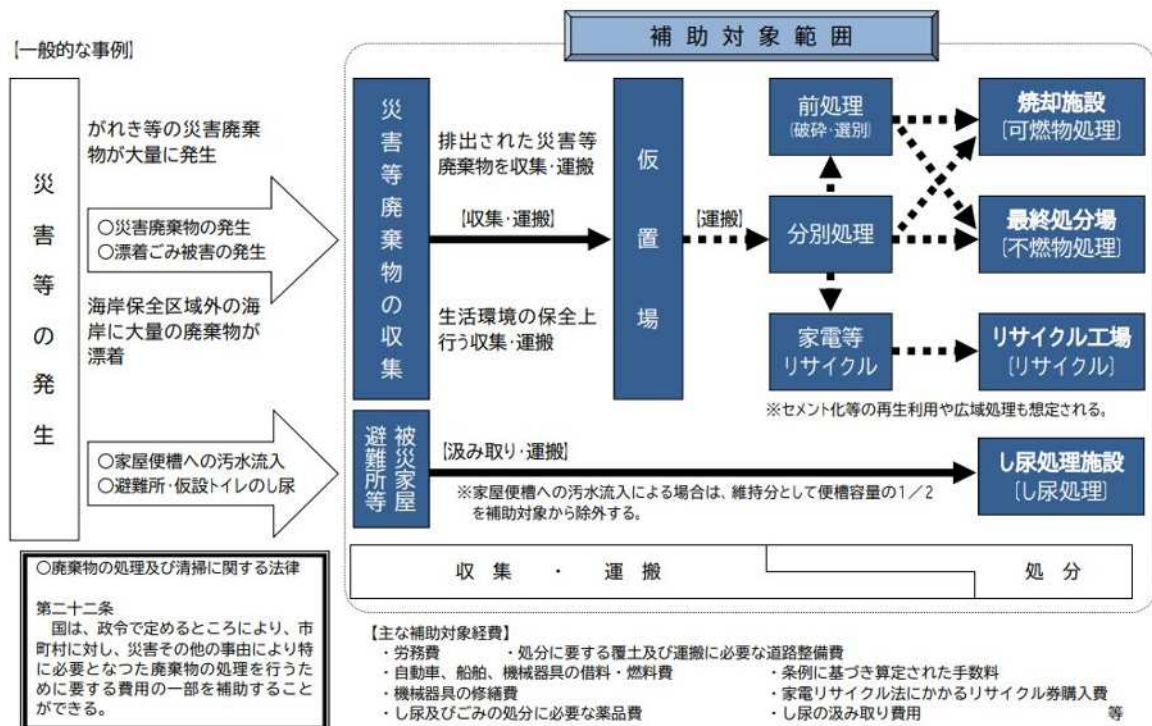 補助対象範囲
【一般的な事例】
災害等の発生
がれき等の災害廃棄
物が大量に発生
○災害廃棄物の発生
○漂着ごみ被害の発生
海岸保全区域外の海
岸に大量の廃棄物が
漂着
○家屋便槽への汚水流入
○避難所・仮設トイレのし尿
災害等廃棄物の収集
排出された災害等
廃棄物を収集・運搬
【収集・運搬】
生活環境の保全上
行う収集・運搬
仮置場
【運搬】
前処理
(破砕・選別)
分別処理
家電等
リサイクル
焼却施設
[可燃物処理]
最終処分場
[不燃物処理]
リサイクル工場
[リサイクル]
※セメント化等の再生利用や広域処理も想定される。
被災家屋
避難所等
【汲み取り・運搬】
※家屋便槽への汚水流入による場合は、維持分として便槽容量の1/2
を補助対象から除外する。
し尿処理施設
[し尿処理]
収集・運搬
処分
○廃棄物の処理及び清掃に関する法律
第二十二条
国は、政令で定めるところにより、市
町村に対し、災害その他の事由により特
に必要となつた廃棄物の処理を行うた
めに要する費用の一部を補助すること
ができる。
【主な補助対象経費】
・労務費 ・処分に要する覆土及び運搬に必要な道路整備費
・自動車、船舶、機械器具の借料・燃料費 ・条例に基づき算定された手数料
・機械器具の修繕費 ・家電リサイクル法にかかるリサイクル券購入費
・し尿及びごみの処分に必要な薬品費 ・し尿の汲み取り費用 等